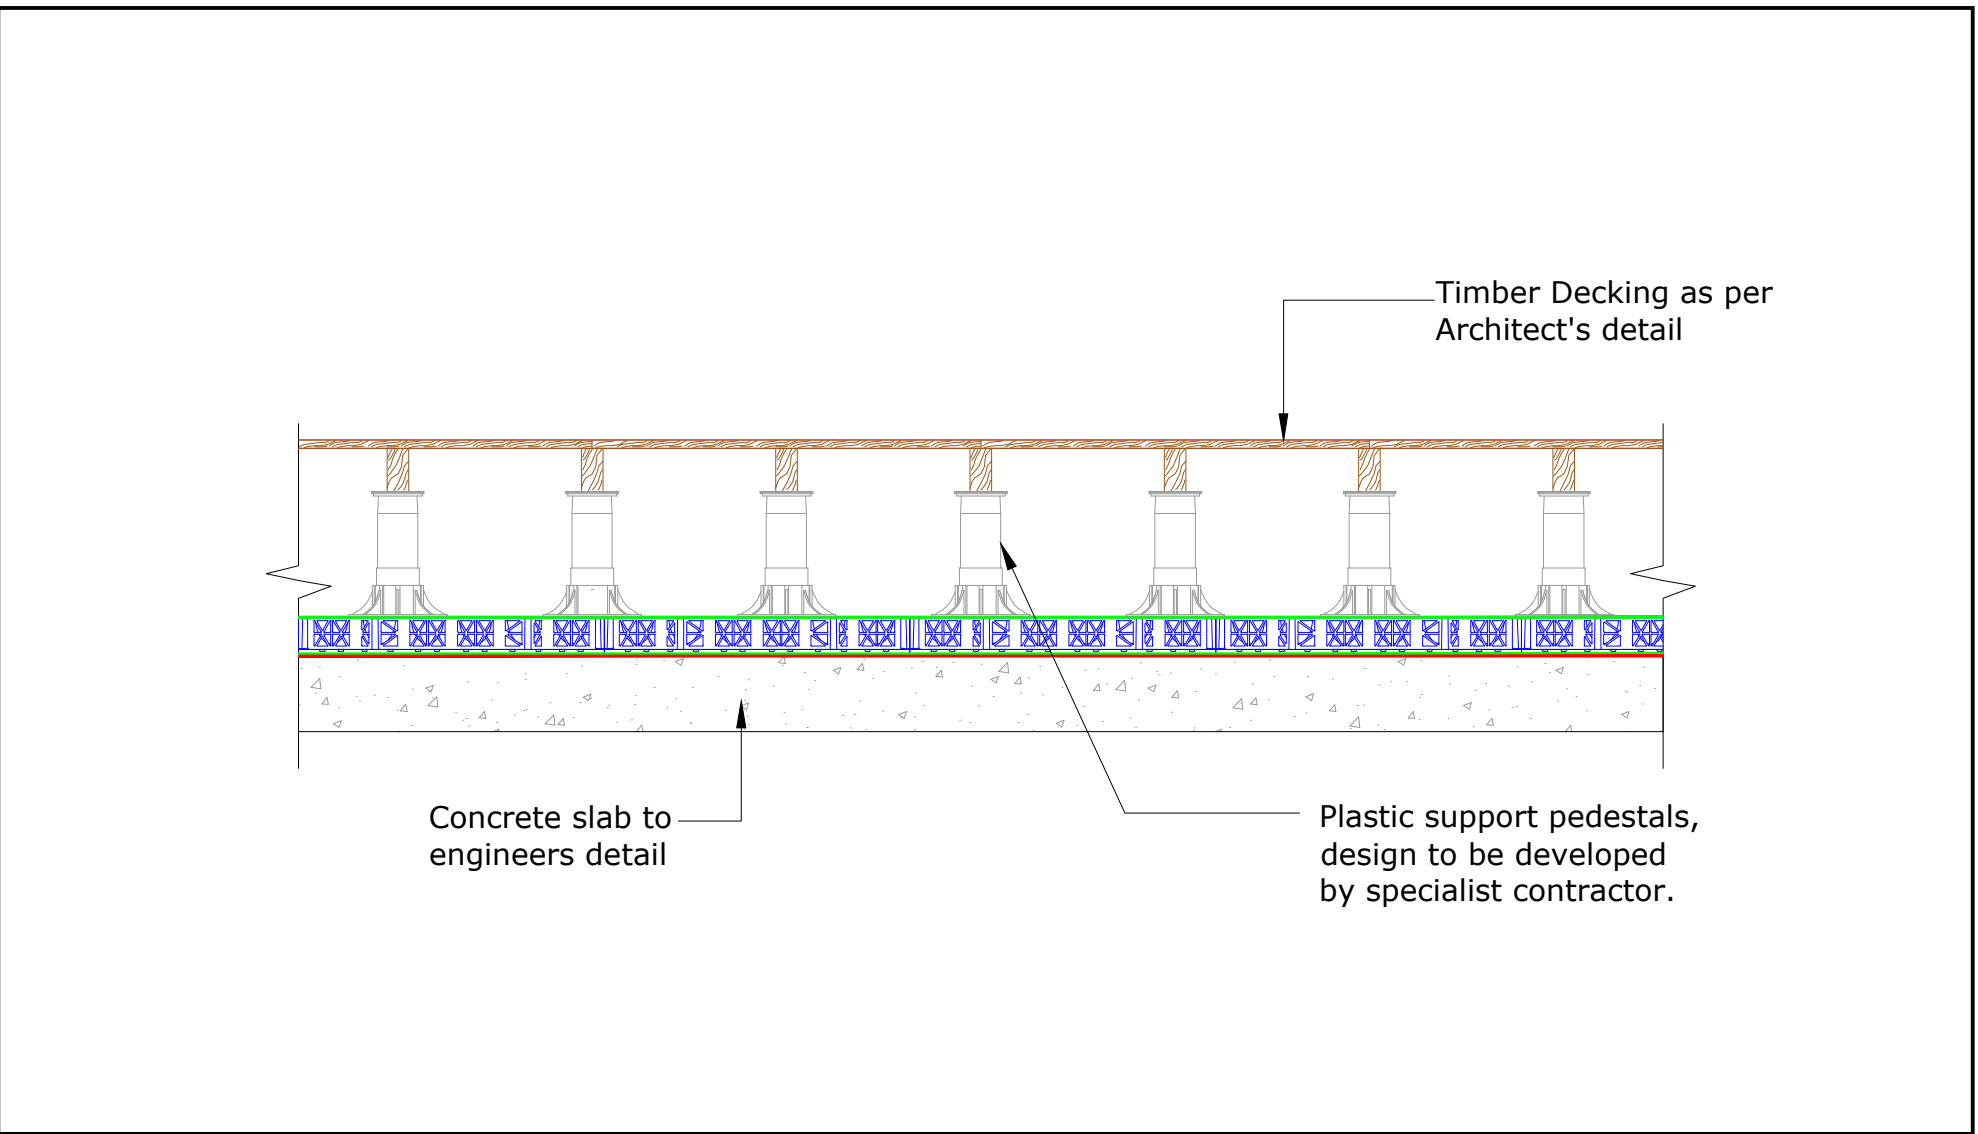 Timber Decking as per
Architect's detail
Concrete slab to
engineers detail
Plastic support pedestals,
design to be developed
by specialist contractor.